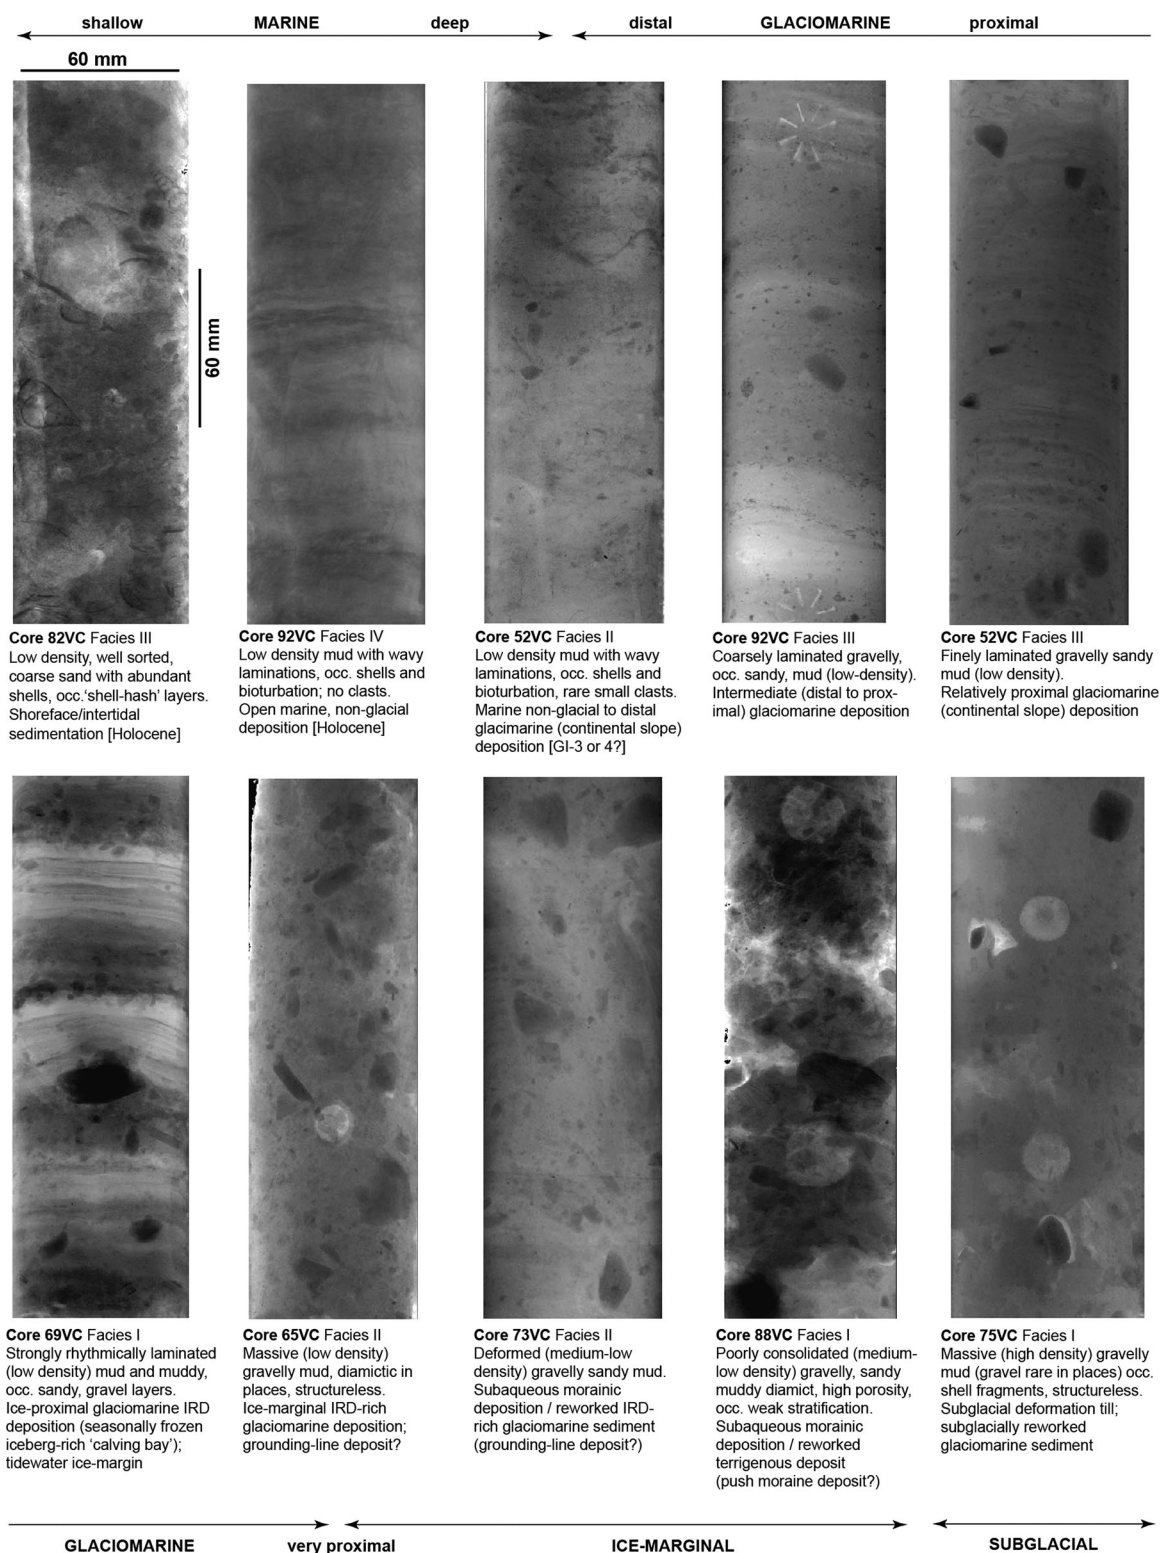 shallow MARINE deep distal GLACIOMARINE proximal
60 mm
60 mm
Core 82VC Facies III
Low density, well sorted,
coarse sand with abundant
shells, occ.‘shell-hash’ layers.
Shoreface/intertidal
sedimentation [Holocene]
Core 92VC Facies IV
Low density mud with wavy
laminations, occ. shells and
bioturbation; no clasts.
Open marine, non-glacial
deposition [Holocene]
Core 52VC Facies II
Low density mud with wavy
laminations, occ. shells and
bioturbation, rare small clasts.
Marine non-glacial to distal
glacimarine (continental slope)
deposition [GI-3 or 4?]
Core 92VC Facies III
Coarsely laminated gravelly,
occ. sandy, mud (low-density).
Intermediate (distal to prox-
imal) glaciomarine deposition
Core 52VC Facies III
Finely laminated gravelly sandy
mud (low density).
Relatively proximal glaciomarine
(continental slope) deposition
Core 69VC Facies I
Strongly rhythmically laminated
(low density) mud and muddy,
occ. sandy, gravel layers.
Ice-proximal glaciomarine IRD
deposition (seasonally frozen
iceberg-rich ‘calving bay’);
tidewater ice-margin
Core 65VC Facies II
Massive (low density)
gravelly mud, diamictic in
places, structureless.
Ice-marginal IRD-rich
glaciomarine deposition;
grounding-line deposit?
Core 73VC Facies II
Deformed (medium-low
density) gravelly sandy mud.
Subaqueous morainic
deposition / reworked IRD-
rich glaciomarine sediment
(grounding-line deposit?)
Core 88VC Facies I
Poorly consolidated (medium-
low density) gravelly, sandy
muddy diamict, high porosity,
occ. weak stratification.
Subaqueous morainic
deposition / reworked
terrigenous deposit
(push moraine deposit?)
Core 75VC Facies I
Massive (high density) gravelly
mud (gravel rare in places) occ.
shell fragments, structureless.
Subglacial deformation till;
subglacially reworked
glaciomarine sediment
GLACIOMARINE very proximal ICE-MARGINAL SUBGLACIAL